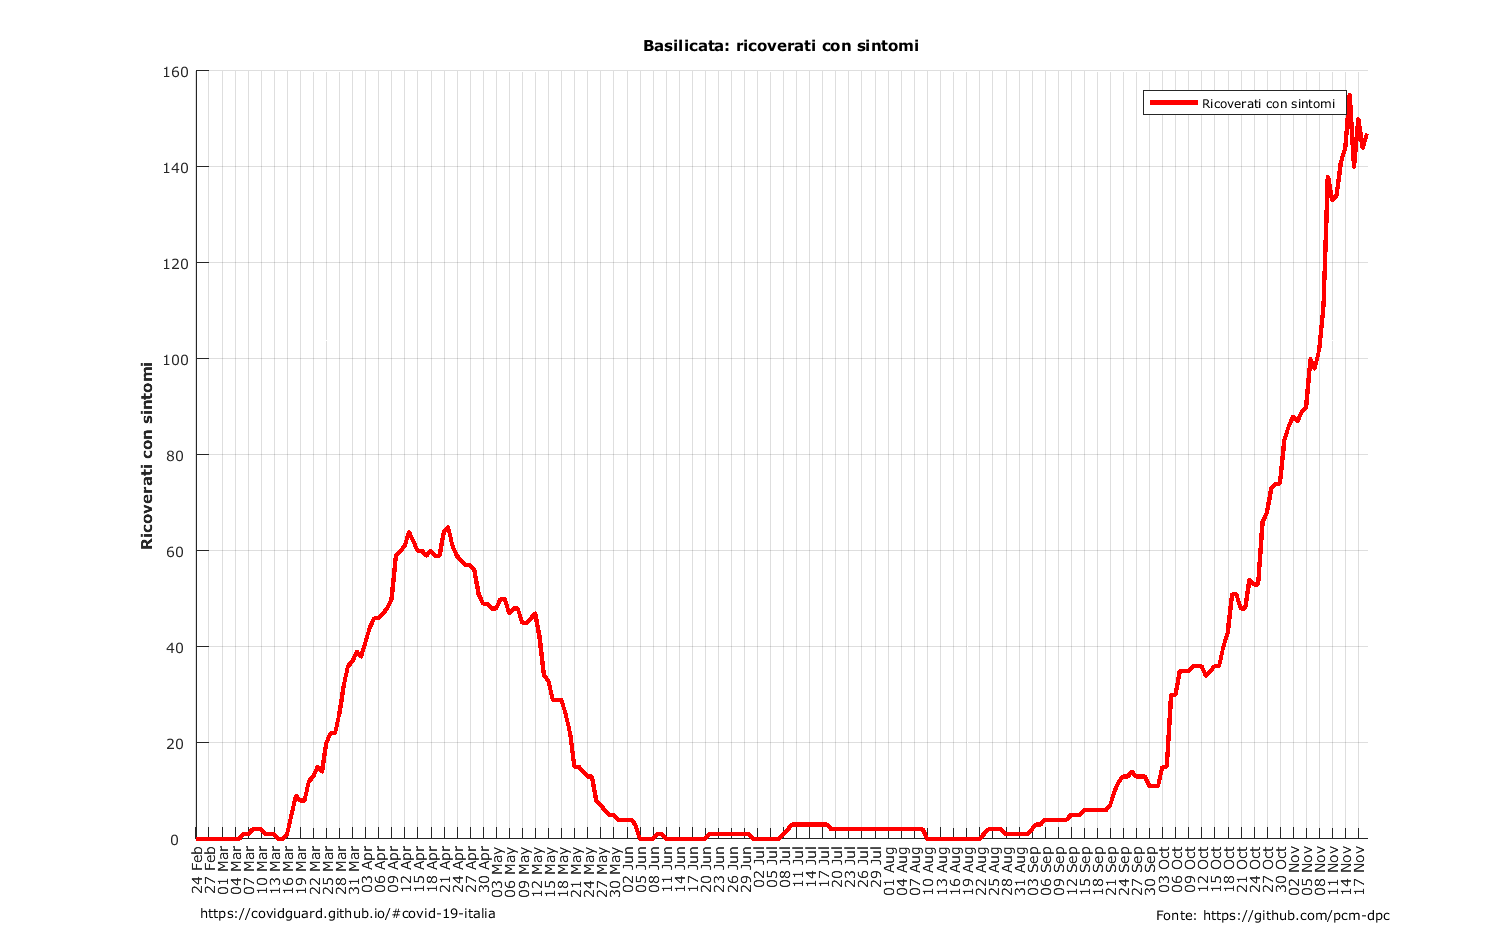 Basilicata: ricoverati con sintomi
Ricoverati con sintomi
Ricoverati con sintomi
160
140
120
100
80
60
40
20
0
24 Feb
27 Feb
01 Mar
04 Mar
07 Mar
10 Mar
13 Mar
16 Mar
19 Mar
22 Mar
25 Mar
28 Mar
31 Mar
03 Apr
06 Apr
09 Apr
12 Apr
15 Apr
18 Apr
21 Apr
24 Apr
27 Apr
30 Apr
03 May
06 May
09 May
12 May
15 May
18 May
21 May
24 May
27 May
30 May
02 Jun
05 Jun
08 Jun
11 Jun
14 Jun
17 Jun
20 Jun
23 Jun
26 Jun
29 Jun
02 Jul
05 Jul
08 Jul
11 Jul
14 Jul
17 Jul
20 Jul
23 Jul
26 Jul
29 Jul
01 Aug
04 Aug
07 Aug
10 Aug
13 Aug
16 Aug
19 Aug
22 Aug
25 Aug
28 Aug
31 Aug
03 Sep
06 Sep
09 Sep
12 Sep
15 Sep
18 Sep
21 Sep
24 Sep
27 Sep
30 Sep
03 Oct
06 Oct
09 Oct
12 Oct
15 Oct
18 Oct
21 Oct
24 Oct
27 Oct
30 Oct
02 Nov
05 Nov
08 Nov
11 Nov
14 Nov
17 Nov
https://covidguard.github.io/#covid-19-italia
Fonte: https://github.com/pcm-dpc